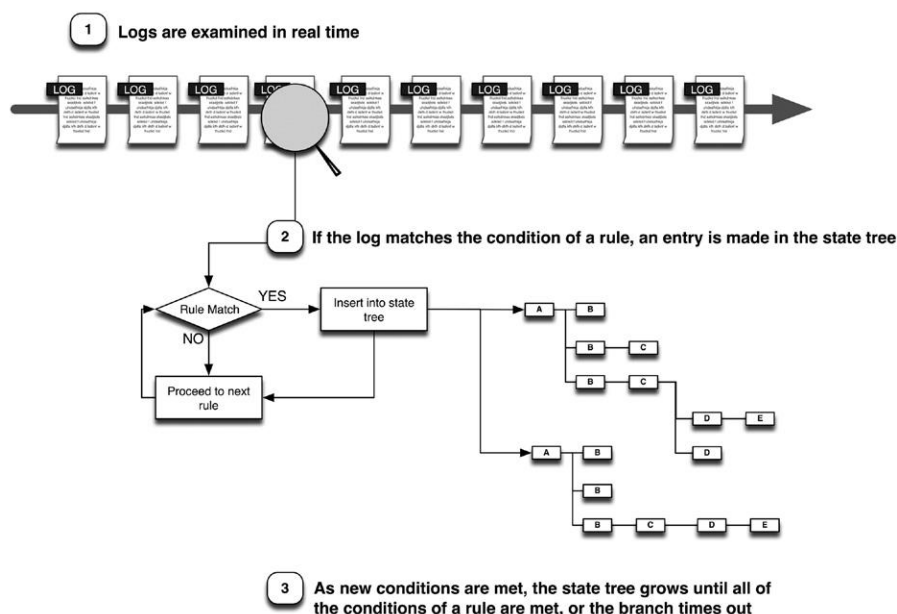 1
Logs are examined in real time
LOG LOG LOG LOG LOG LOG LOG LOG LOG LOG
2
If the log matches the condition of a rule, an entry is made in the state tree
Rule Match
YES
NO
Insert into state
tree
Proceed to next
rule
A B
B C
B C
D E
D
A B
B
B C D E
3
As new conditions are met, the state tree grows until all of
the conditions of a rule are met, or the branch times out